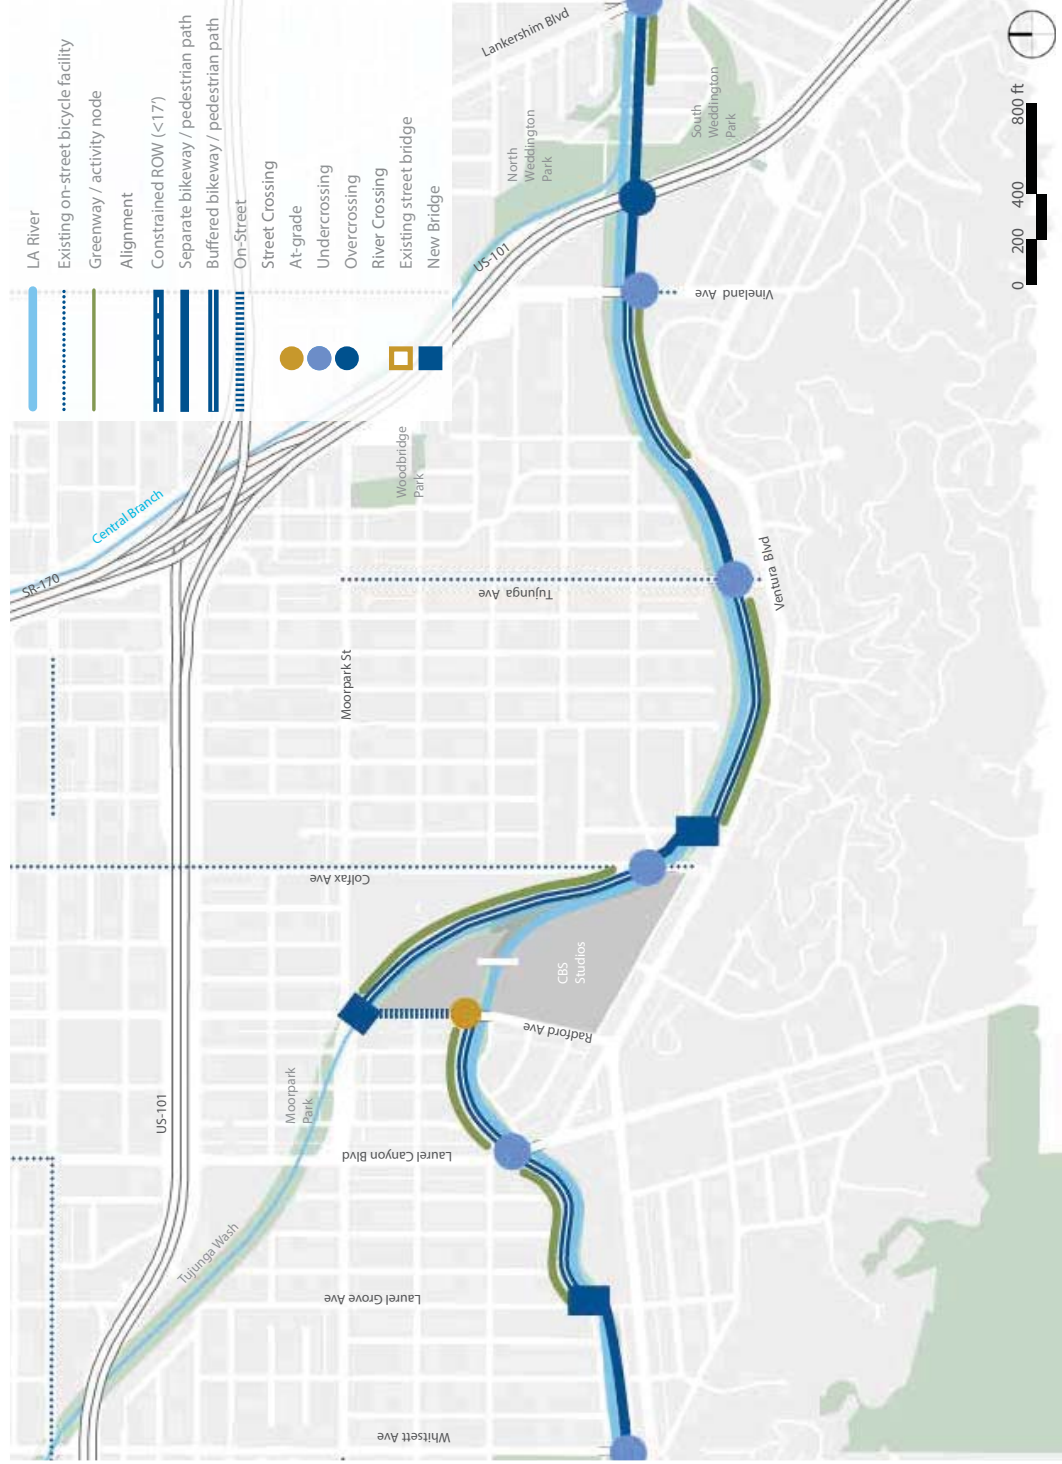 LA River
Existing on-street bicycle facility
Greenway / activity node
Alignment
Constrained ROW (<17')
Separate bikeway / pedestrian path
Buffered bikeway / pedestrian path
On-Street
Street Crossing
At-grade
Undercrossing
Overcrossing
River Crossing
Existing street bridge
New Bridge
Lankershim Blvd
North
Weddington
Park
South
Weddington
Park
0
200
400
800 ft
US-101
Vineland Ave
Woodbridge
Park
Central Branch
SR-170
Tujunga Ave
Ventura Blvd
Moorpark St
Colfax Ave
CBS
Studios
Radford Ave
Moorpark
Park
US-101
Laurel Canyon Blvd
Tujunga Wash
Laurel Grove Ave
Whitsett Ave